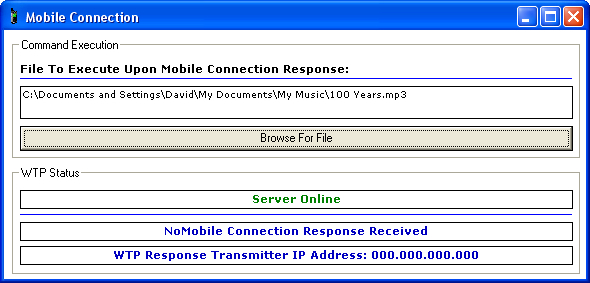 Mobile Connection
Command Execution
File To Execute Upon Mobile Connection Response:
C:\Documents and Settings\David\My Documents\My Music\100 Years.mp3
Browse For File
WTP Status
Server Online
NoMobile Connection Response Received
WTP Response Transmitter IP Address: 000.000.000.000